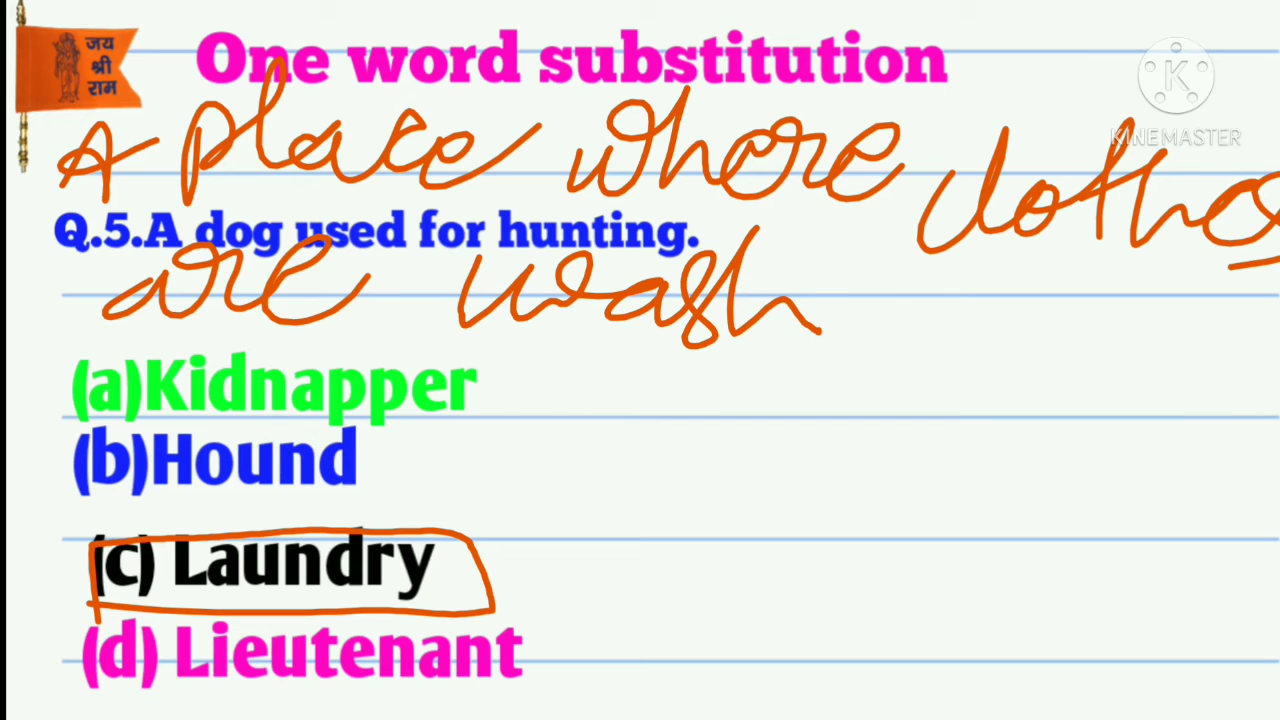 जय
श्री
राम
One word substitution
KINEMASTER
A place where clothes
Q.5.A dog used for hunting.
are wash
(a)Kidnapper
(b)Hound
(c) Laundry
(d) Lieutenant